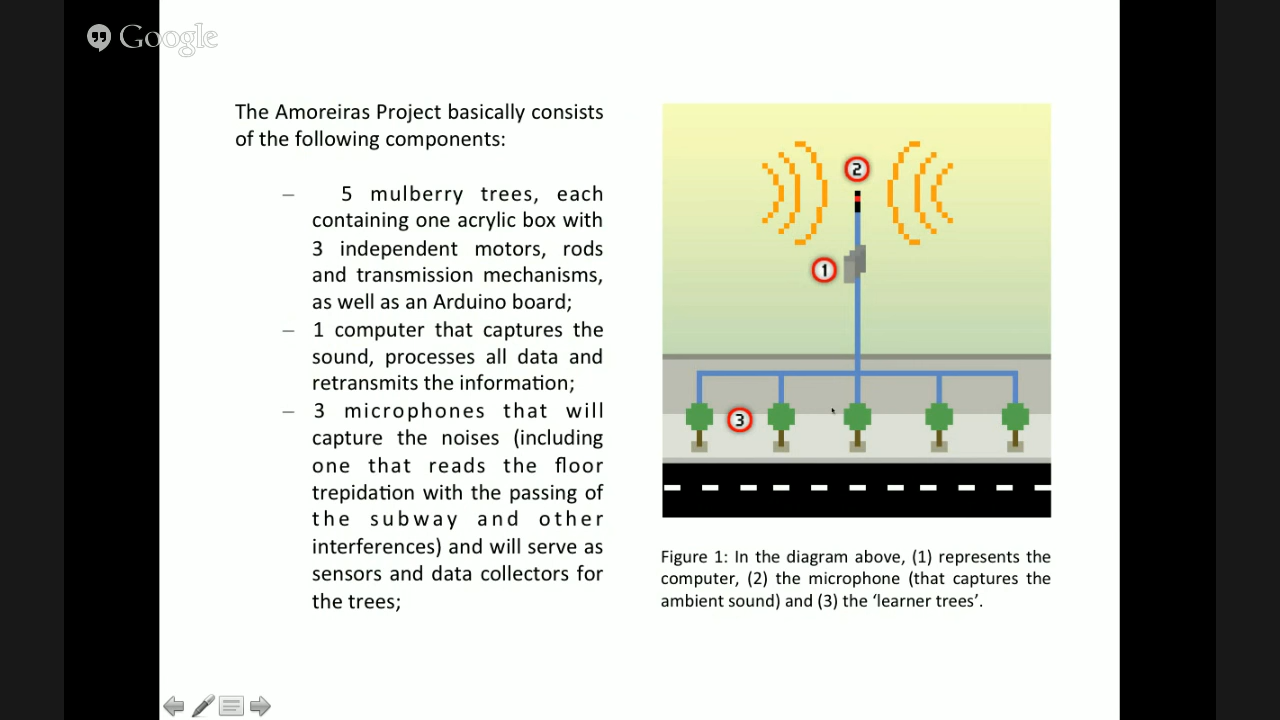 Google
The Amoreiras Project basically consists
of the following components:
– 5 mulberry trees, each
containing one acrylic box with
3 independent motors, rods
and transmission mechanisms,
as well as an Arduino board;
– 1 computer that captures the
sound, processes all data and
retransmits the information;
– 3 microphones that will
capture the noises (including
one that reads the floor
trepidation with the passing of
the subway and other
interferences) and will serve as
sensors and data collectors for
the trees;
2
1
3
Figure 1: In the diagram above, (1) represents the
computer, (2) the microphone (that captures the
ambient sound) and (3) the ‘learner trees’.